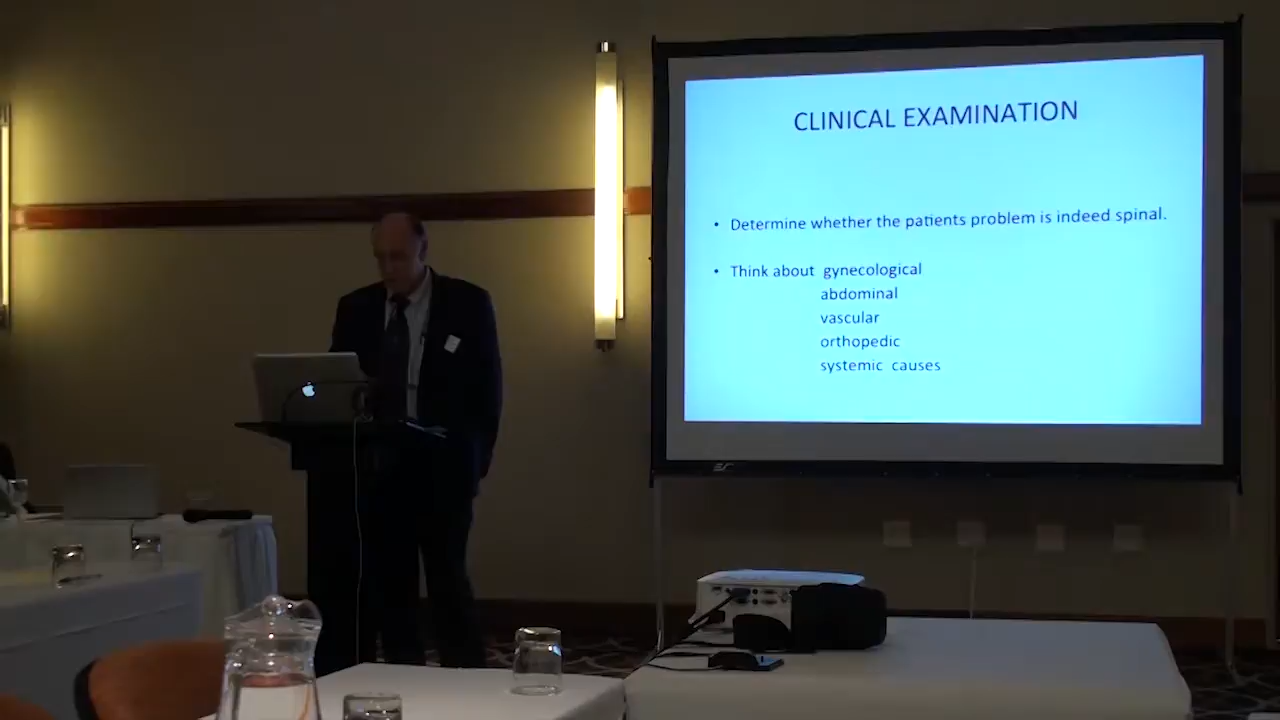 CLINICAL EXAMINATION
• Determine whether the patients problem is indeed spinal.
• Think about gynecological
abdominal
vascular
orthopedic
systemic causes